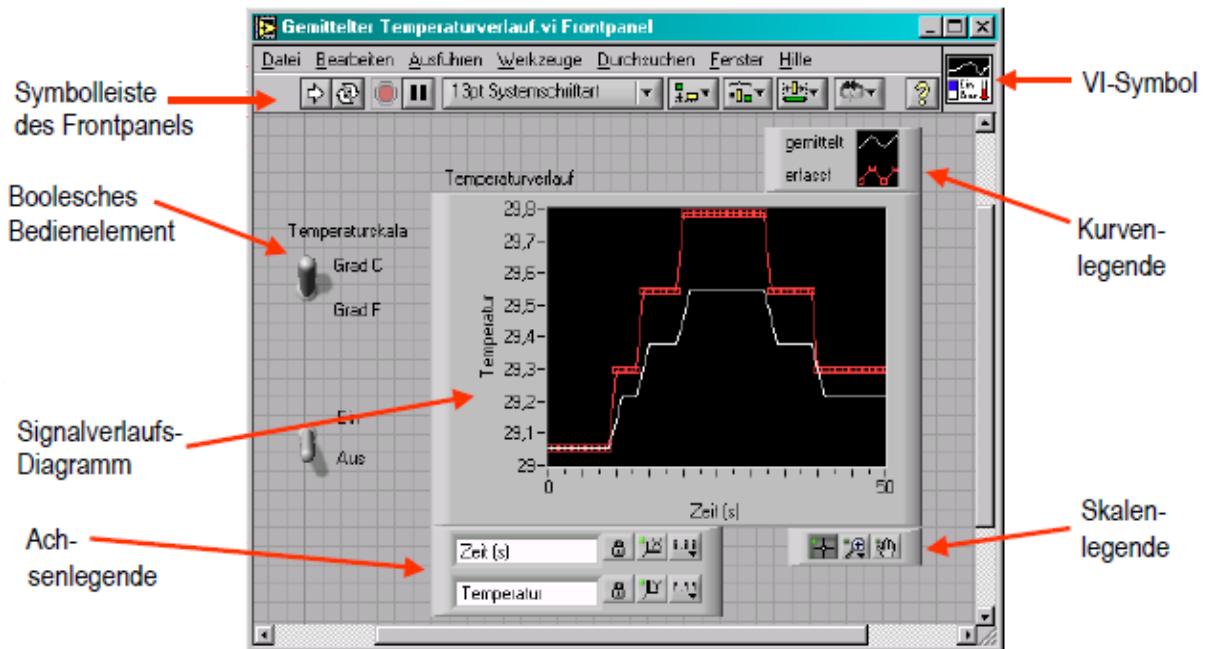 Gemittelter Temperaturverlauf.vi Frontpanel
Datei Bearbeiten Ausführen Werkzeuge Durchsuchen Fenster Hilfe
13pt Systemschriftart
?
Symbolleiste
des Frontpanels
VI-Symbol
gemittelt
erfasst
Temperaturverlauf
Boolesches
Bedienelement
Temperaturskala
Grad C
Grad F
Kurven-
legende
29,8
29,7
29,6
29,5
29,4
29,3
29,2
29,1
29
Temperatur
0
50
Zeit (s)
Signalverlaufs-
Diagramm
Ein
Aus
Ach-
senlegende
Zeit (s)
Temperatur
Skalen-
legende